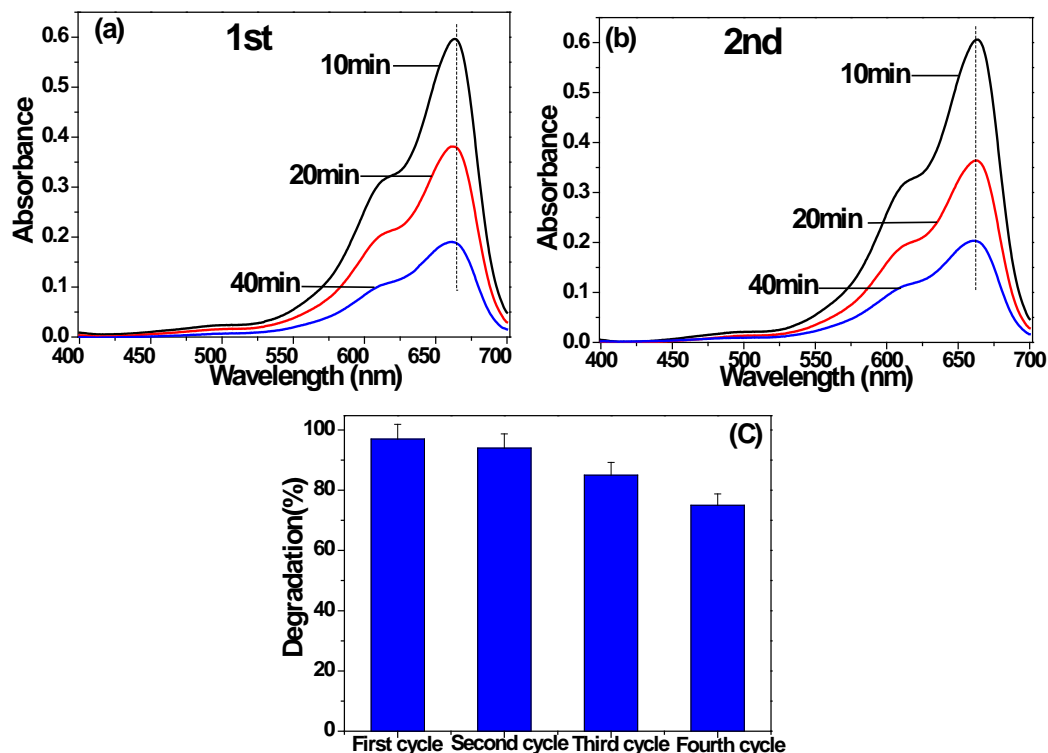 (a) 1st
10min
20min
40min
0.6
0.5
0.4
0.3
0.2
0.1
0.0
Absorbance
400 500 550 600 650 700
Wavelength (nm)
(b) 2nd
10min
20min
40min
0.6
0.5
0.4
0.3
0.2
0.1
0.0
Absorbance
400 450 500 550 600 650 700
Wavelength (nm)
(C)
100
80
60
40
20
0
Degradation(%)
First cycle Second cycle Third cycle Fourth cycle